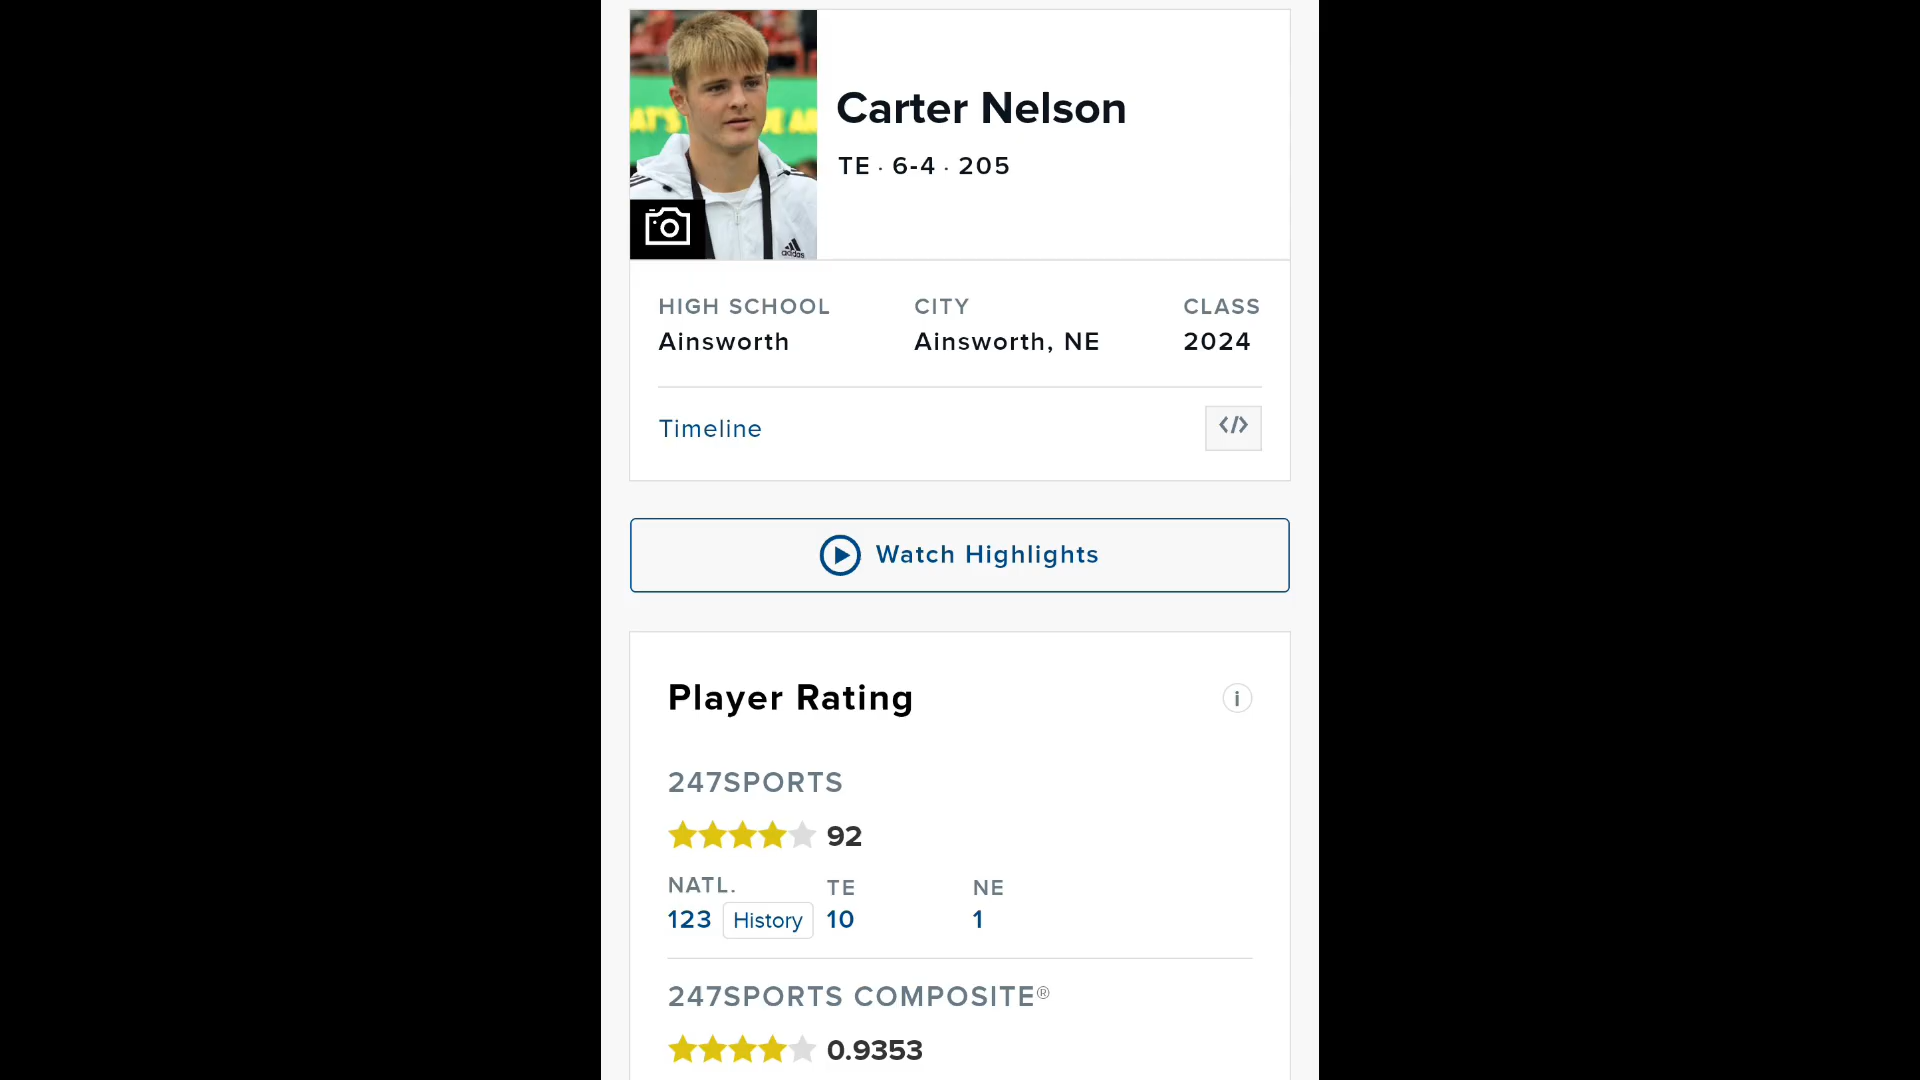 Carter Nelson
TE · 6-4 · 205
adidas
HIGH SCHOOL CITY CLASS
Ainsworth Ainsworth, NE 2024
Timeline </>
Watch Highlights
Player Rating i
247SPORTS
92
NATL. TE NE
123 History 10 1
247SPORTS COMPOSITE®
0.9353